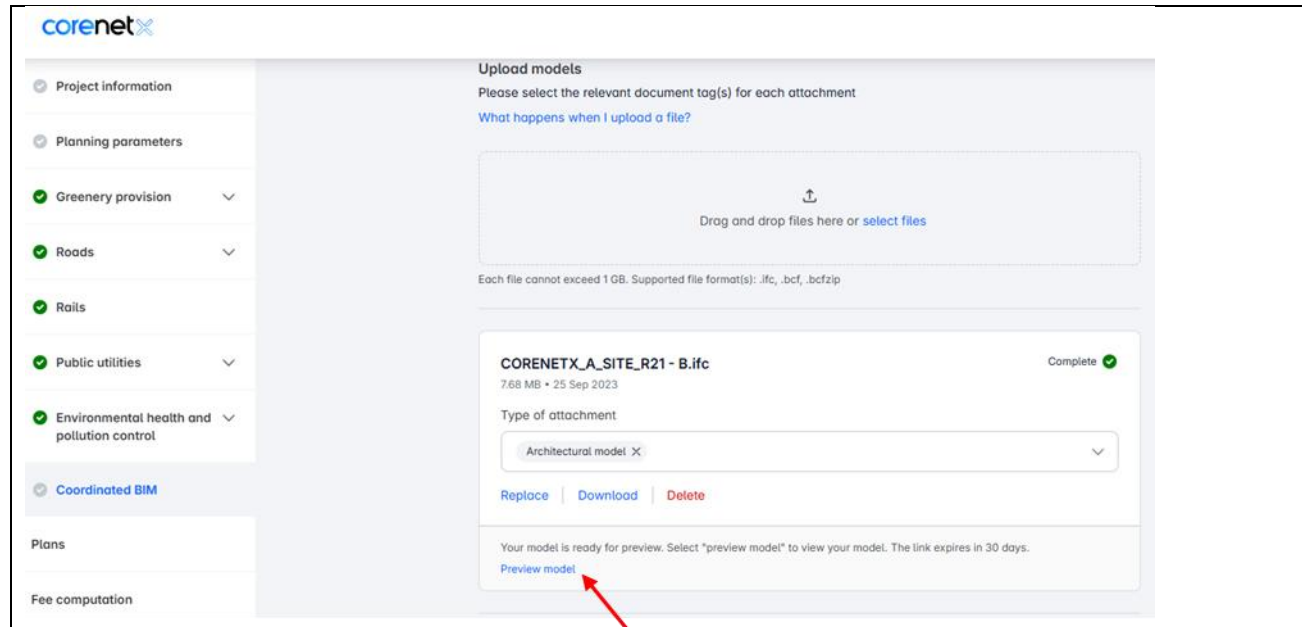 corenetx
Project information
Planning parameters
Greenery provision
Roads
Rails
Public utilities
Environmental health and
pollution control
Coordinated BIM
Plans
Fee computation
Upload models
Please select the relevant document tag(s) for each attachment
What happens when I upload a file?
Drag and drop files here or select files
Each file cannot exceed 1 GB. Supported file format(s): .ifc, .bcf, .bcfzip
CORENETX_A_SITE_R21 - B.ifc
Complete
7.68 MB • 25 Sep 2023
Type of attachment
Architectural model X
Replace | Download | Delete
Your model is ready for preview. Select "preview model" to view your model. The link expires in 30 days.
Preview model